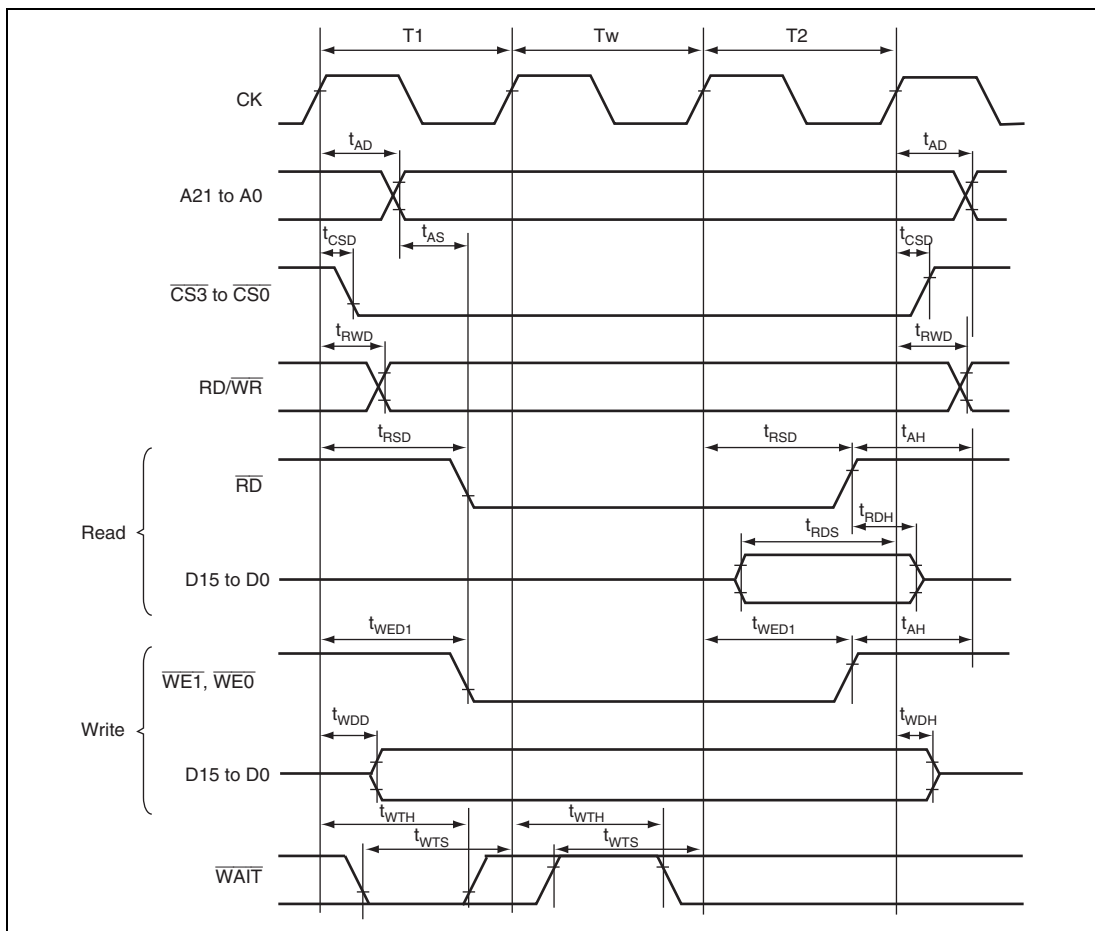 T1 Tw T2
CK
tAD tAD
A21 to A0
tCSD tAS tCSD
CS3 to CS0
tRWD tRWD
RD/WR
tRSD tRSD tAH
RD
Read
tRDS tRDH
D15 to D0
tWED1 tWED1 tAH
WE1, WE0
Write
tWDD tWDH
D15 to D0
tWTH tWTH
tWTS tWTS
WAIT